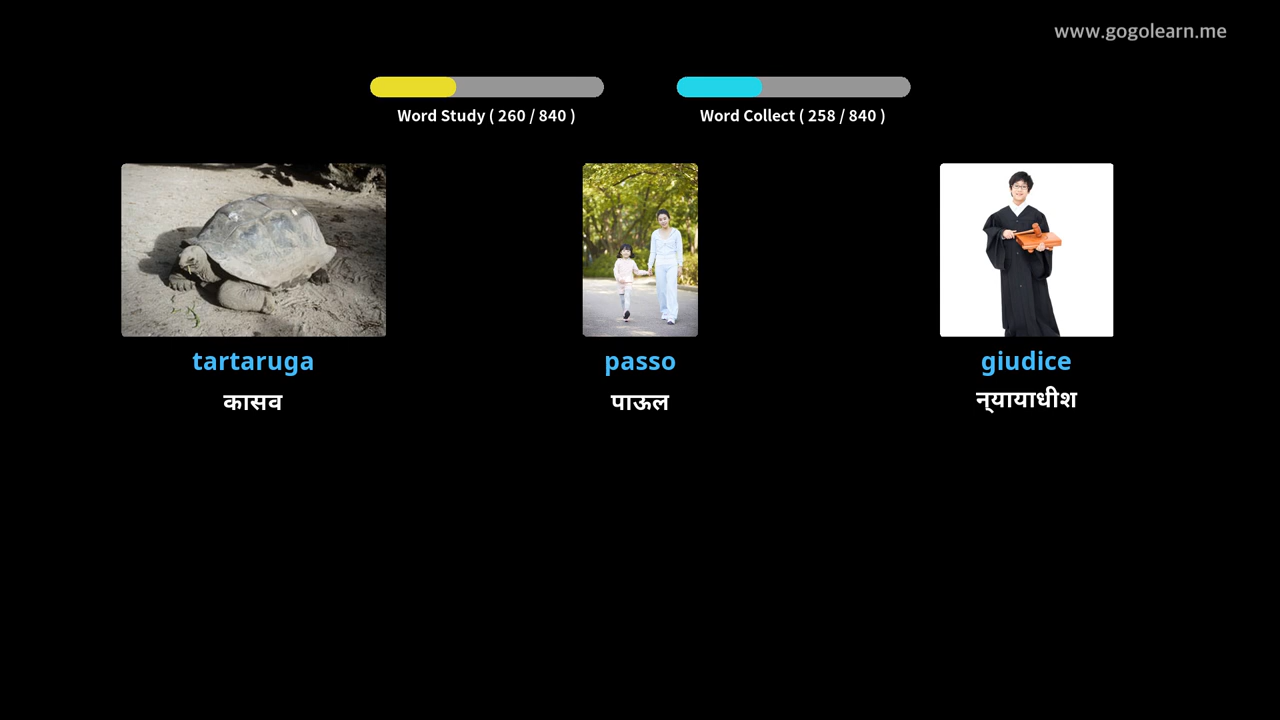 www.gogolearn.me
Word Study ( 260 / 840 )
Word Collect ( 258 / 840 )
tartaruga
passo
giudice
कासव
पाऊल
न्यायाधीश